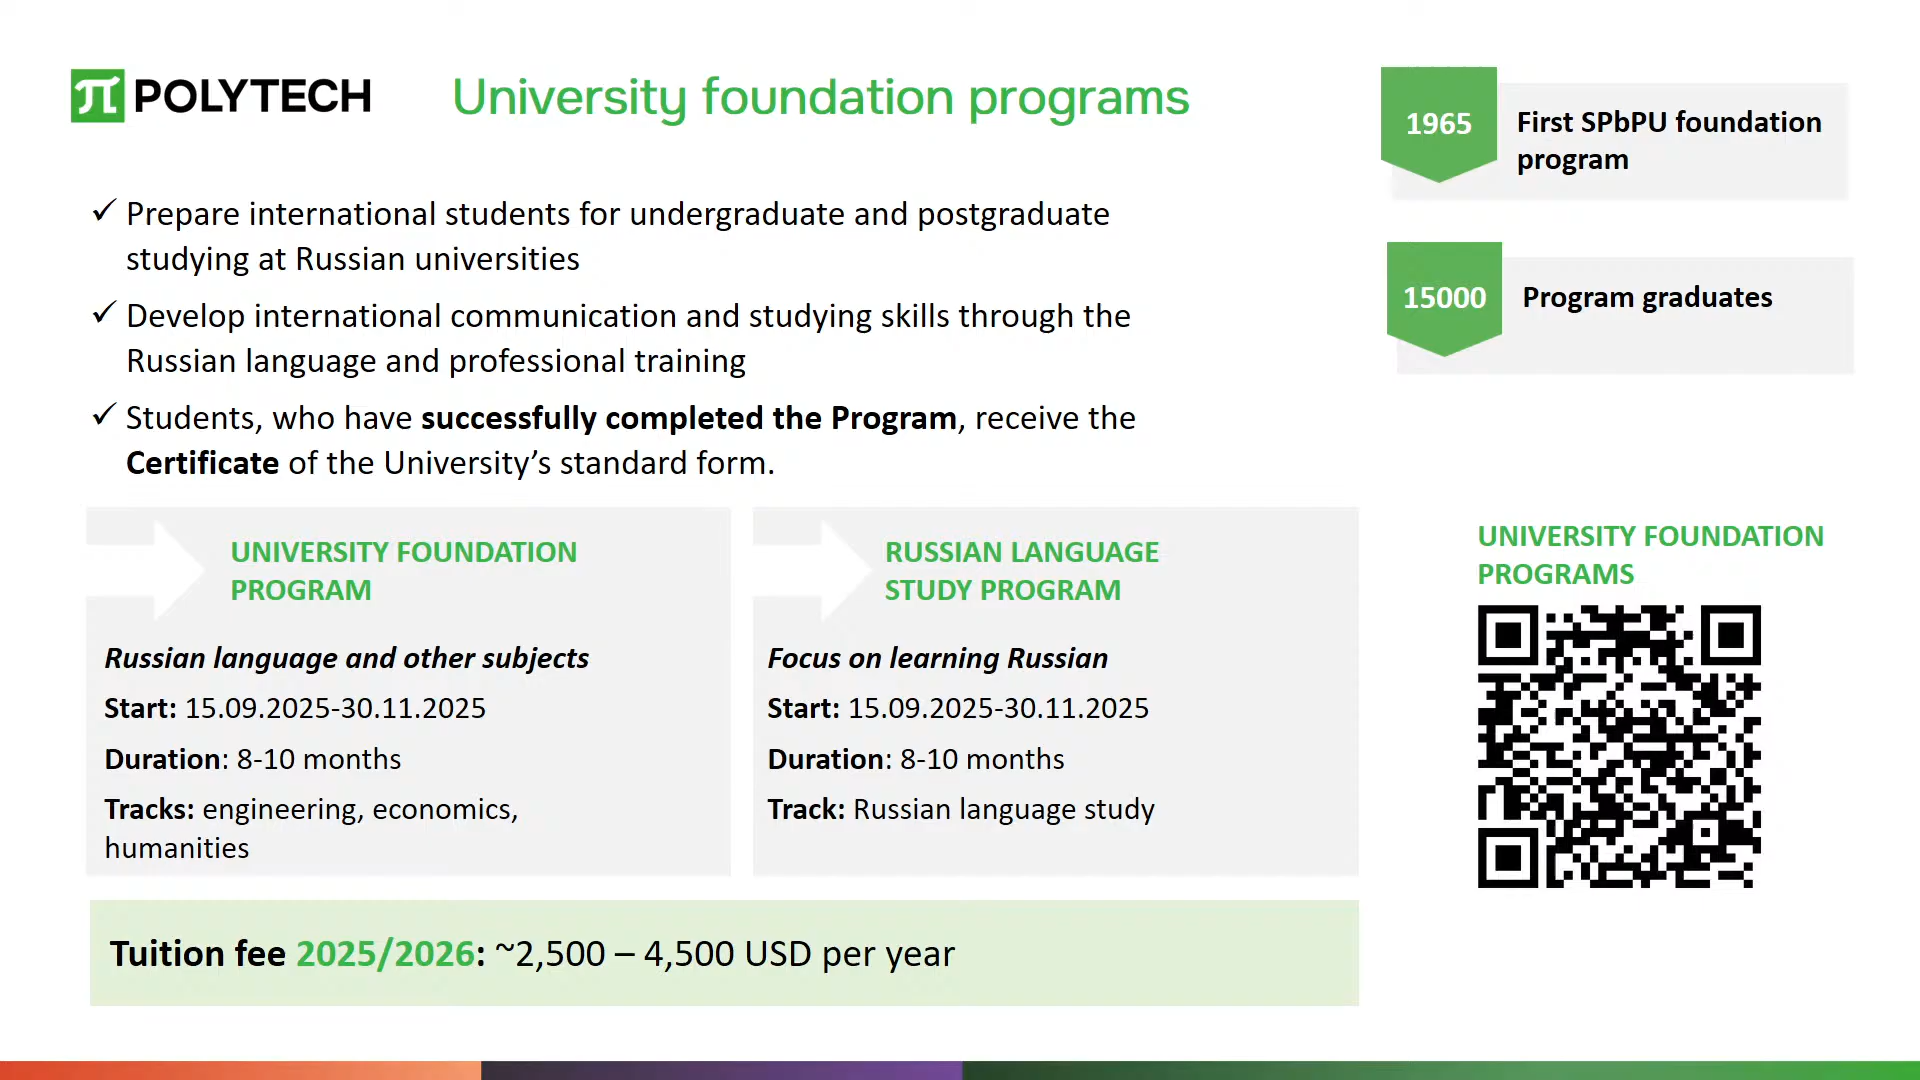 POLYTECH
University foundation programs
1965
First SPbPU foundation
program
15000
Program graduates
✓ Prepare international students for undergraduate and postgraduate
studying at Russian universities
✓ Develop international communication and studying skills through the
Russian language and professional training
✓ Students, who have successfully completed the Program, receive the
Certificate of the University’s standard form.
UNIVERSITY FOUNDATION
PROGRAM
Russian language and other subjects
Start: 15.09.2025-30.11.2025
Duration: 8-10 months
Tracks: engineering, economics,
humanities
RUSSIAN LANGUAGE
STUDY PROGRAM
Focus on learning Russian
Start: 15.09.2025-30.11.2025
Duration: 8-10 months
Track: Russian language study
UNIVERSITY FOUNDATION
PROGRAMS
Tuition fee 2025/2026: ~2,500 – 4,500 USD per year